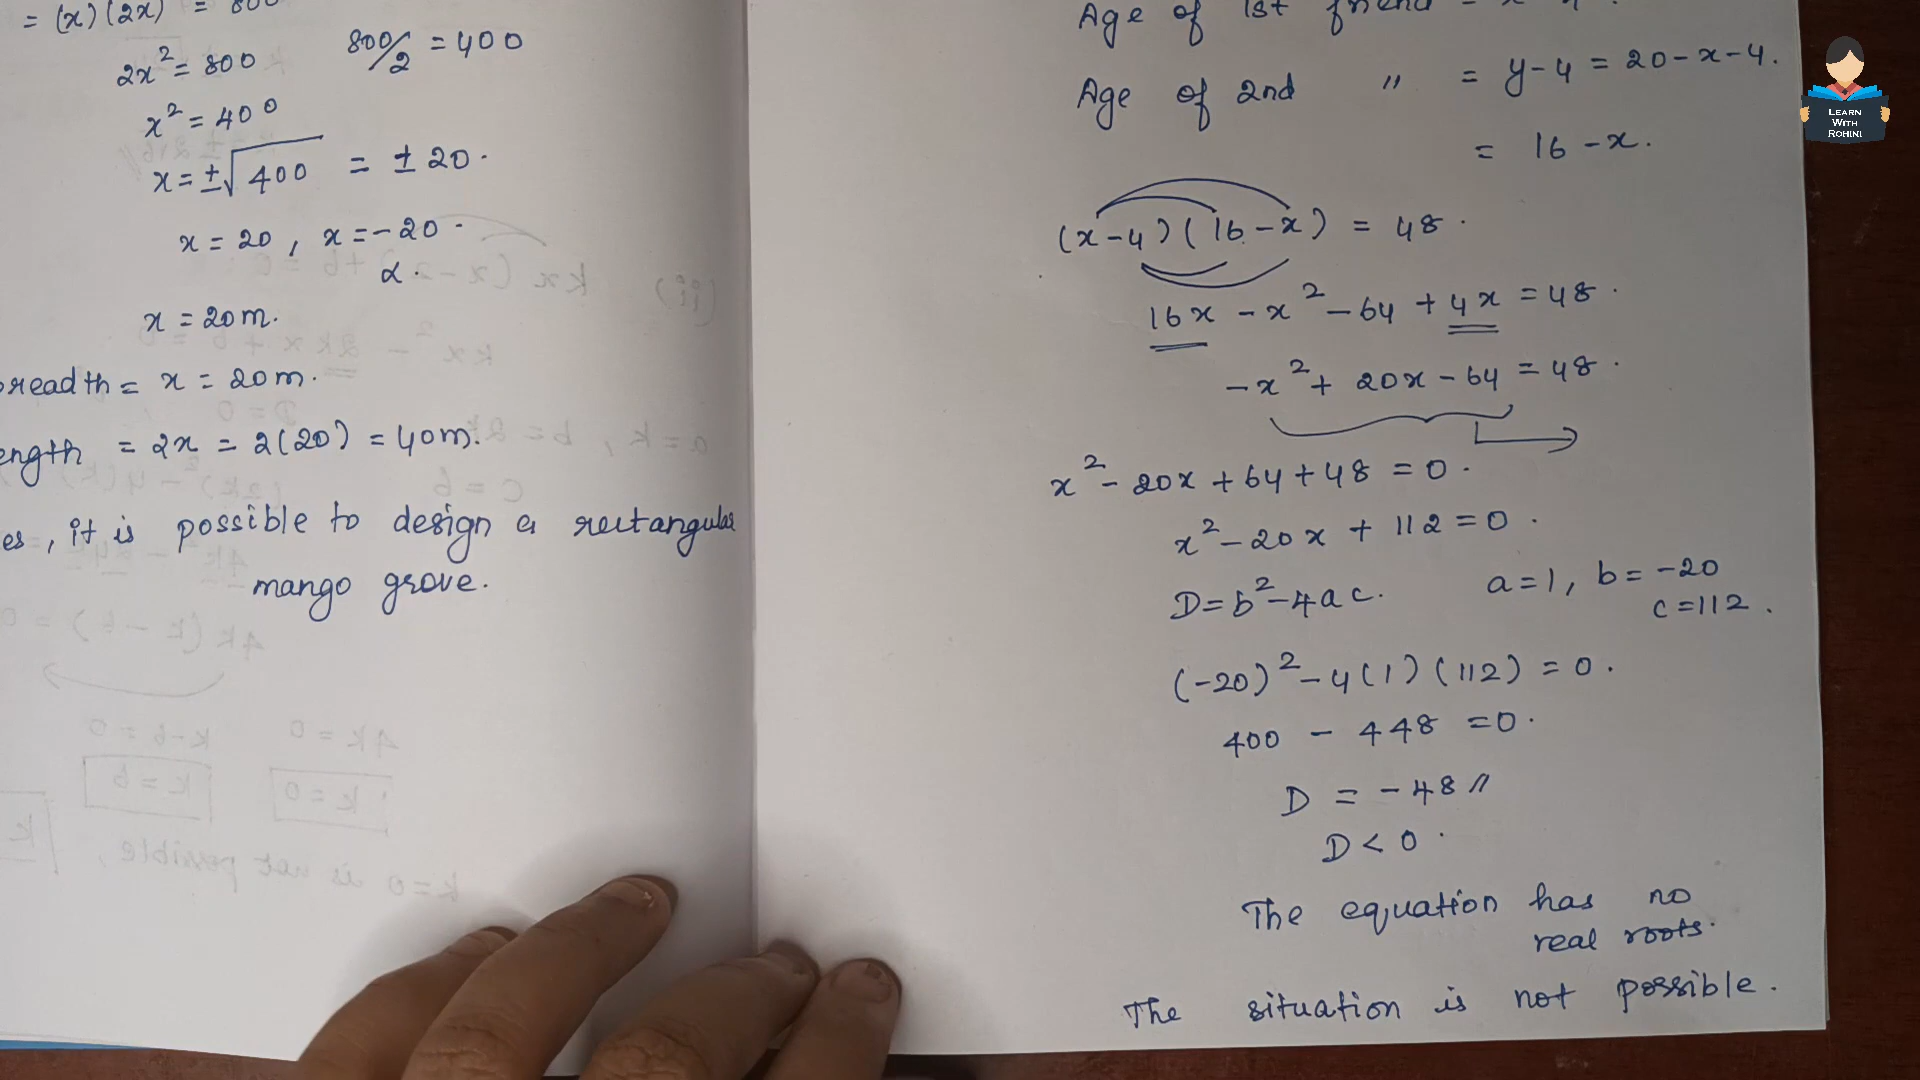 = (x)(2x) = 800
2x² = 800 800/2 = 400
x² = 400
x = ±√400 = ± 20.
x = 20, x = -20.
x = 20m.
breadth = x = 20m.
ength = 2x = 2(20) = 40m.
es, it is possible to design a rectangular
mango grove.
Age of 1st friend =
Age of 2nd " = y-4 = 20-x-4.
= 16-x.
(x-4)(16-x) = 48.
16x - x² - 64 + 4x = 48.
-x² + 20x - 64 = 48.
x² - 20x + 64 + 48 = 0.
x² - 20x + 112 = 0.
D = b² - 4ac. a=1, b=-20
c=112.
(-20)² - 4(1)(112) = 0.
400 - 448 = 0.
D = -48//
D < 0.
The equation has no
real roots.
The situation is not possible.
LEARN
WITH
ROHINI